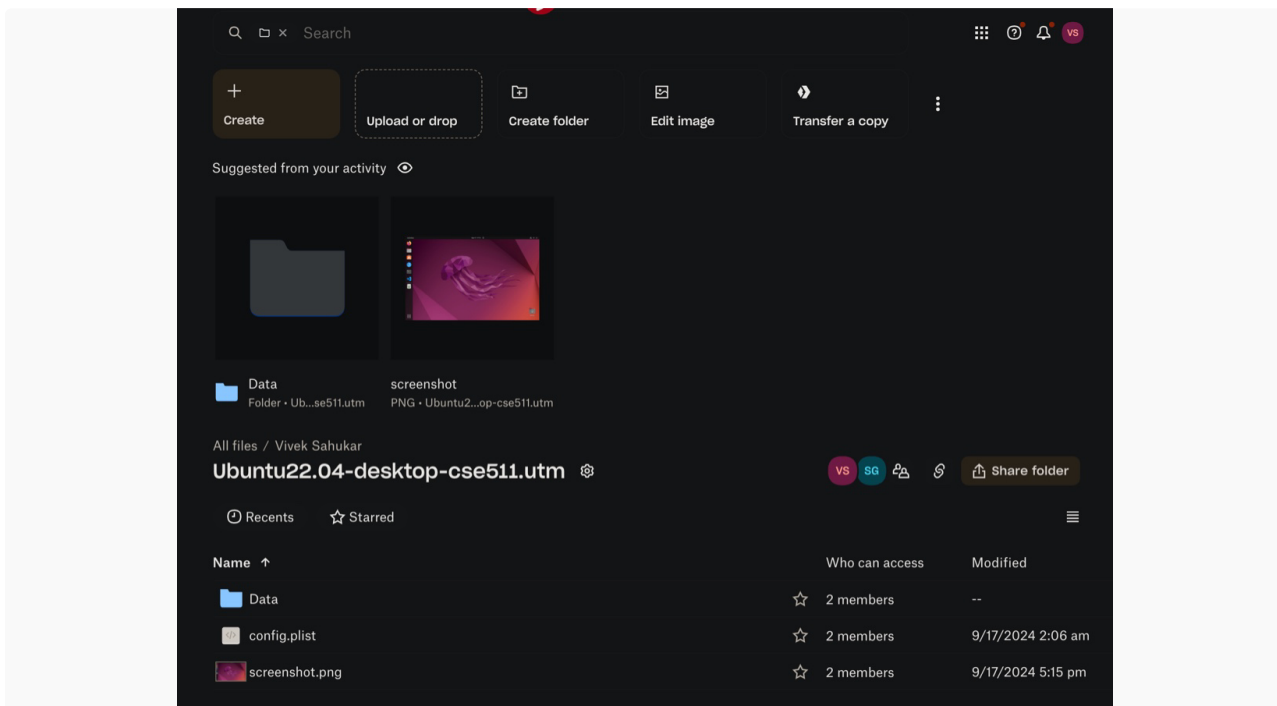 Search
VS
Create
Upload or drop
Create folder
Edit image
Transfer a copy
Suggested from your activity
Data
Folder • Ub...se511.utm
screenshot
PNG • Ubuntu2...op-cse511.utm
All files / Vivek Sahukar
Ubuntu22.04-desktop-cse511.utm
VS SG Share folder
Recents Starred
Name Who can access Modified
Data 2 members --
config.plist 2 members 9/17/2024 2:06 am
screenshot.png 2 members 9/17/2024 5:15 pm